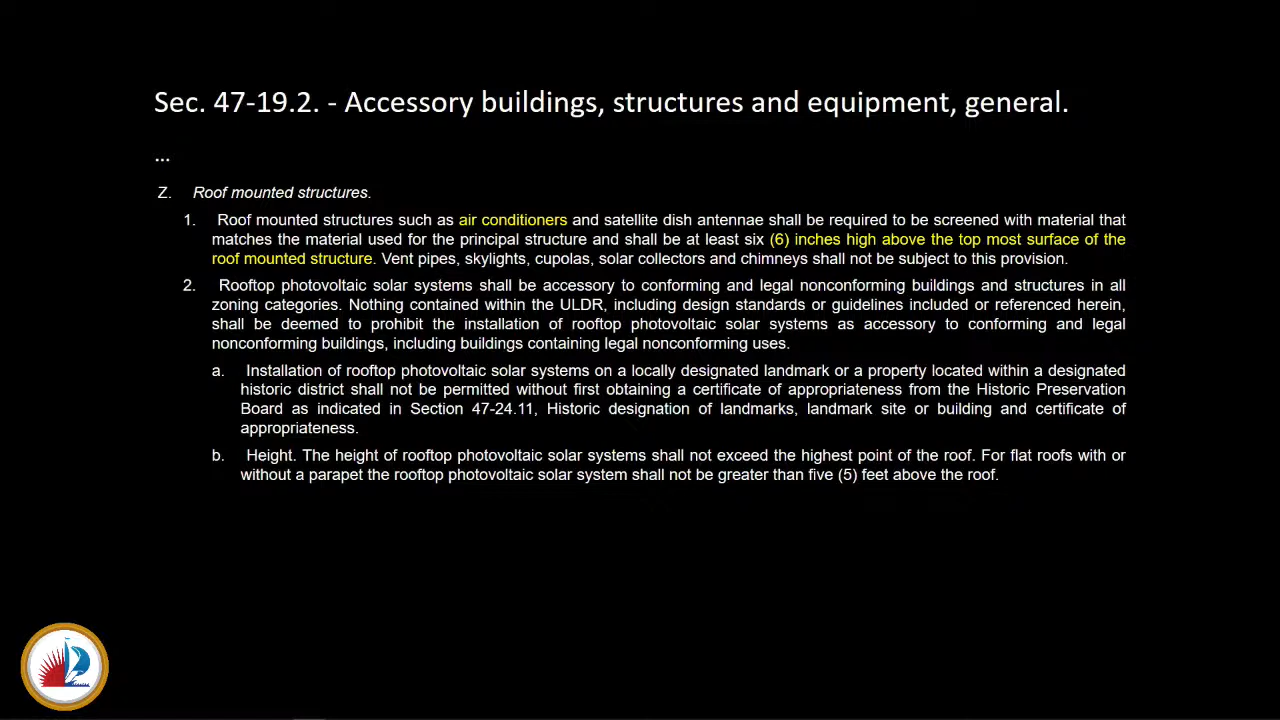 Sec. 47-19.2. - Accessory buildings, structures and equipment, general.
...
Z. Roof mounted structures.
1. Roof mounted structures such as air conditioners and satellite dish antennae shall be required to be screened with material that
matches the material used for the principal structure and shall be at least six (6) inches high above the top most surface of the
roof mounted structure. Vent pipes, skylights, cupolas, solar collectors and chimneys shall not be subject to this provision.
2. Rooftop photovoltaic solar systems shall be accessory to conforming and legal nonconforming buildings and structures in all
zoning categories. Nothing contained within the ULDR, including design standards or guidelines included or referenced herein,
shall be deemed to prohibit the installation of rooftop photovoltaic solar systems as accessory to conforming and legal
nonconforming buildings, including buildings containing legal nonconforming uses.
a. Installation of rooftop photovoltaic solar systems on a locally designated landmark or a property located within a designated
historic district shall not be permitted without first obtaining a certificate of appropriateness from the Historic Preservation
Board as indicated in Section 47-24.11, Historic designation of landmarks, landmark site or building and certificate of
appropriateness.
b. Height. The height of rooftop photovoltaic solar systems shall not exceed the highest point of the roof. For flat roofs with or
without a parapet the rooftop photovoltaic solar system shall not be greater than five (5) feet above the roof.